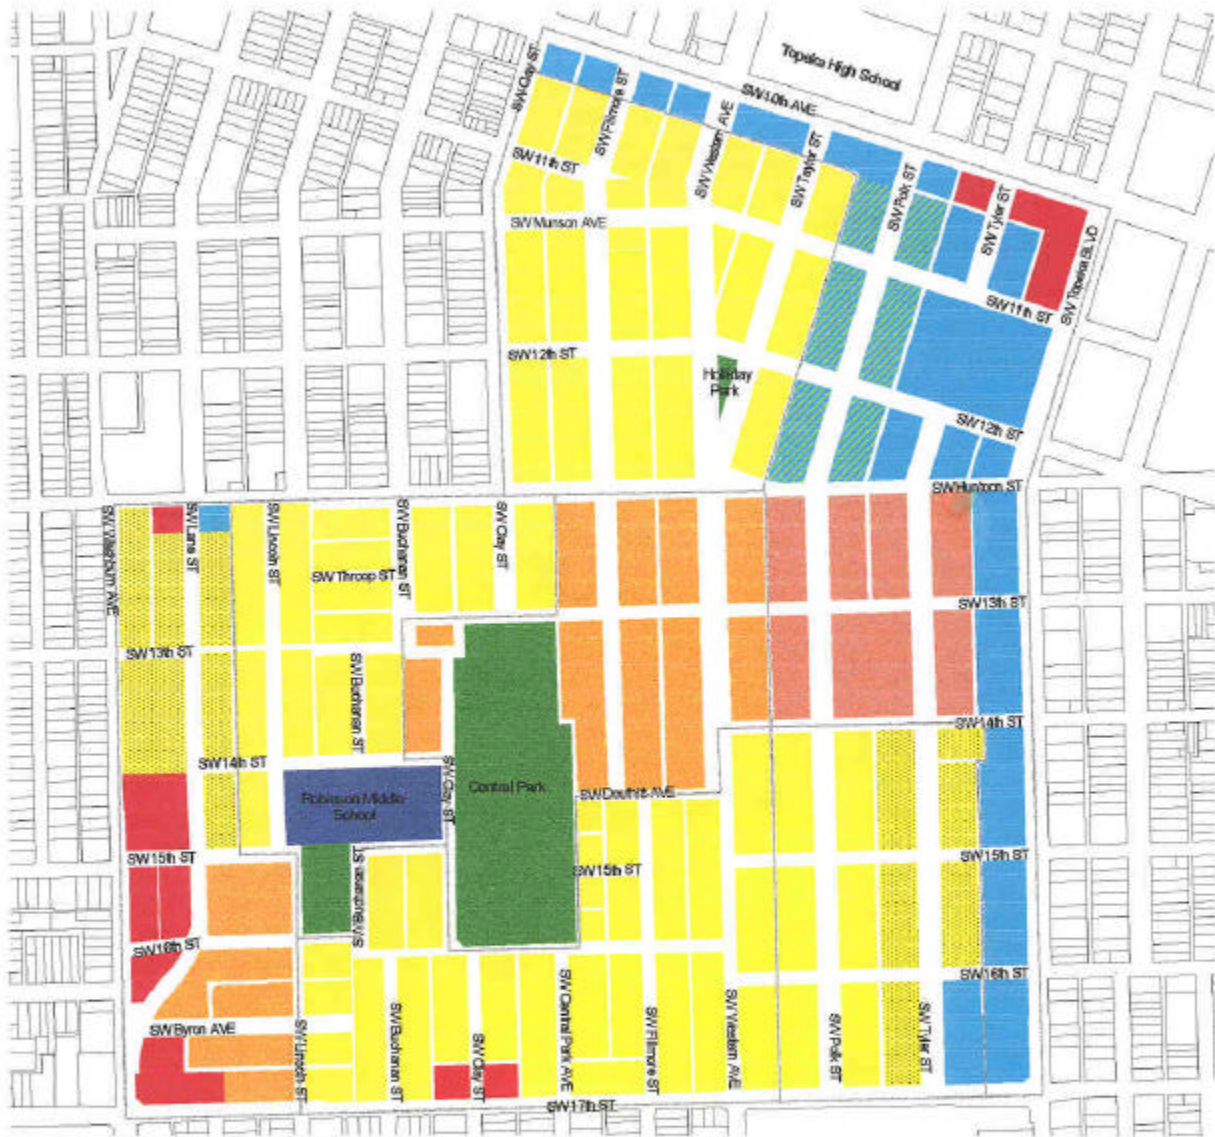 Topeka High School
SW Clay ST
SW Fillmore ST
SW 10th AVE
SW Western AVE
SW Taylor ST
SW Polk ST
SW Tyler ST
SW Topeka BLVD
SW 11th ST
SW Munson AVE
SW 11th ST
SW 12th ST
Holliday
Park
SW 12th ST
SW Huntoon ST
SW Washburn AVE
SW Lane ST
SW Lincoln ST
SW Buchanan ST
SW Clay ST
SW Throop ST
SW 13th ST
SW 13th ST
SW Buchanan ST
SW 14th ST
SW 14th ST
SW Clay ST
Robinson Middle
School
Central Park
SW Douthitt AVE
SW 15th ST
SW 15th ST
SW 15th ST
SW Buchanan ST
SW 16th ST
SW 16th ST
SW Byron AVE
SW Lincoln ST
SW Buchanan ST
SW Clay ST
SW Central Park AVE
SW Fillmore ST
SW Western AVE
SW Polk ST
SW Tyler ST
SW 17th ST